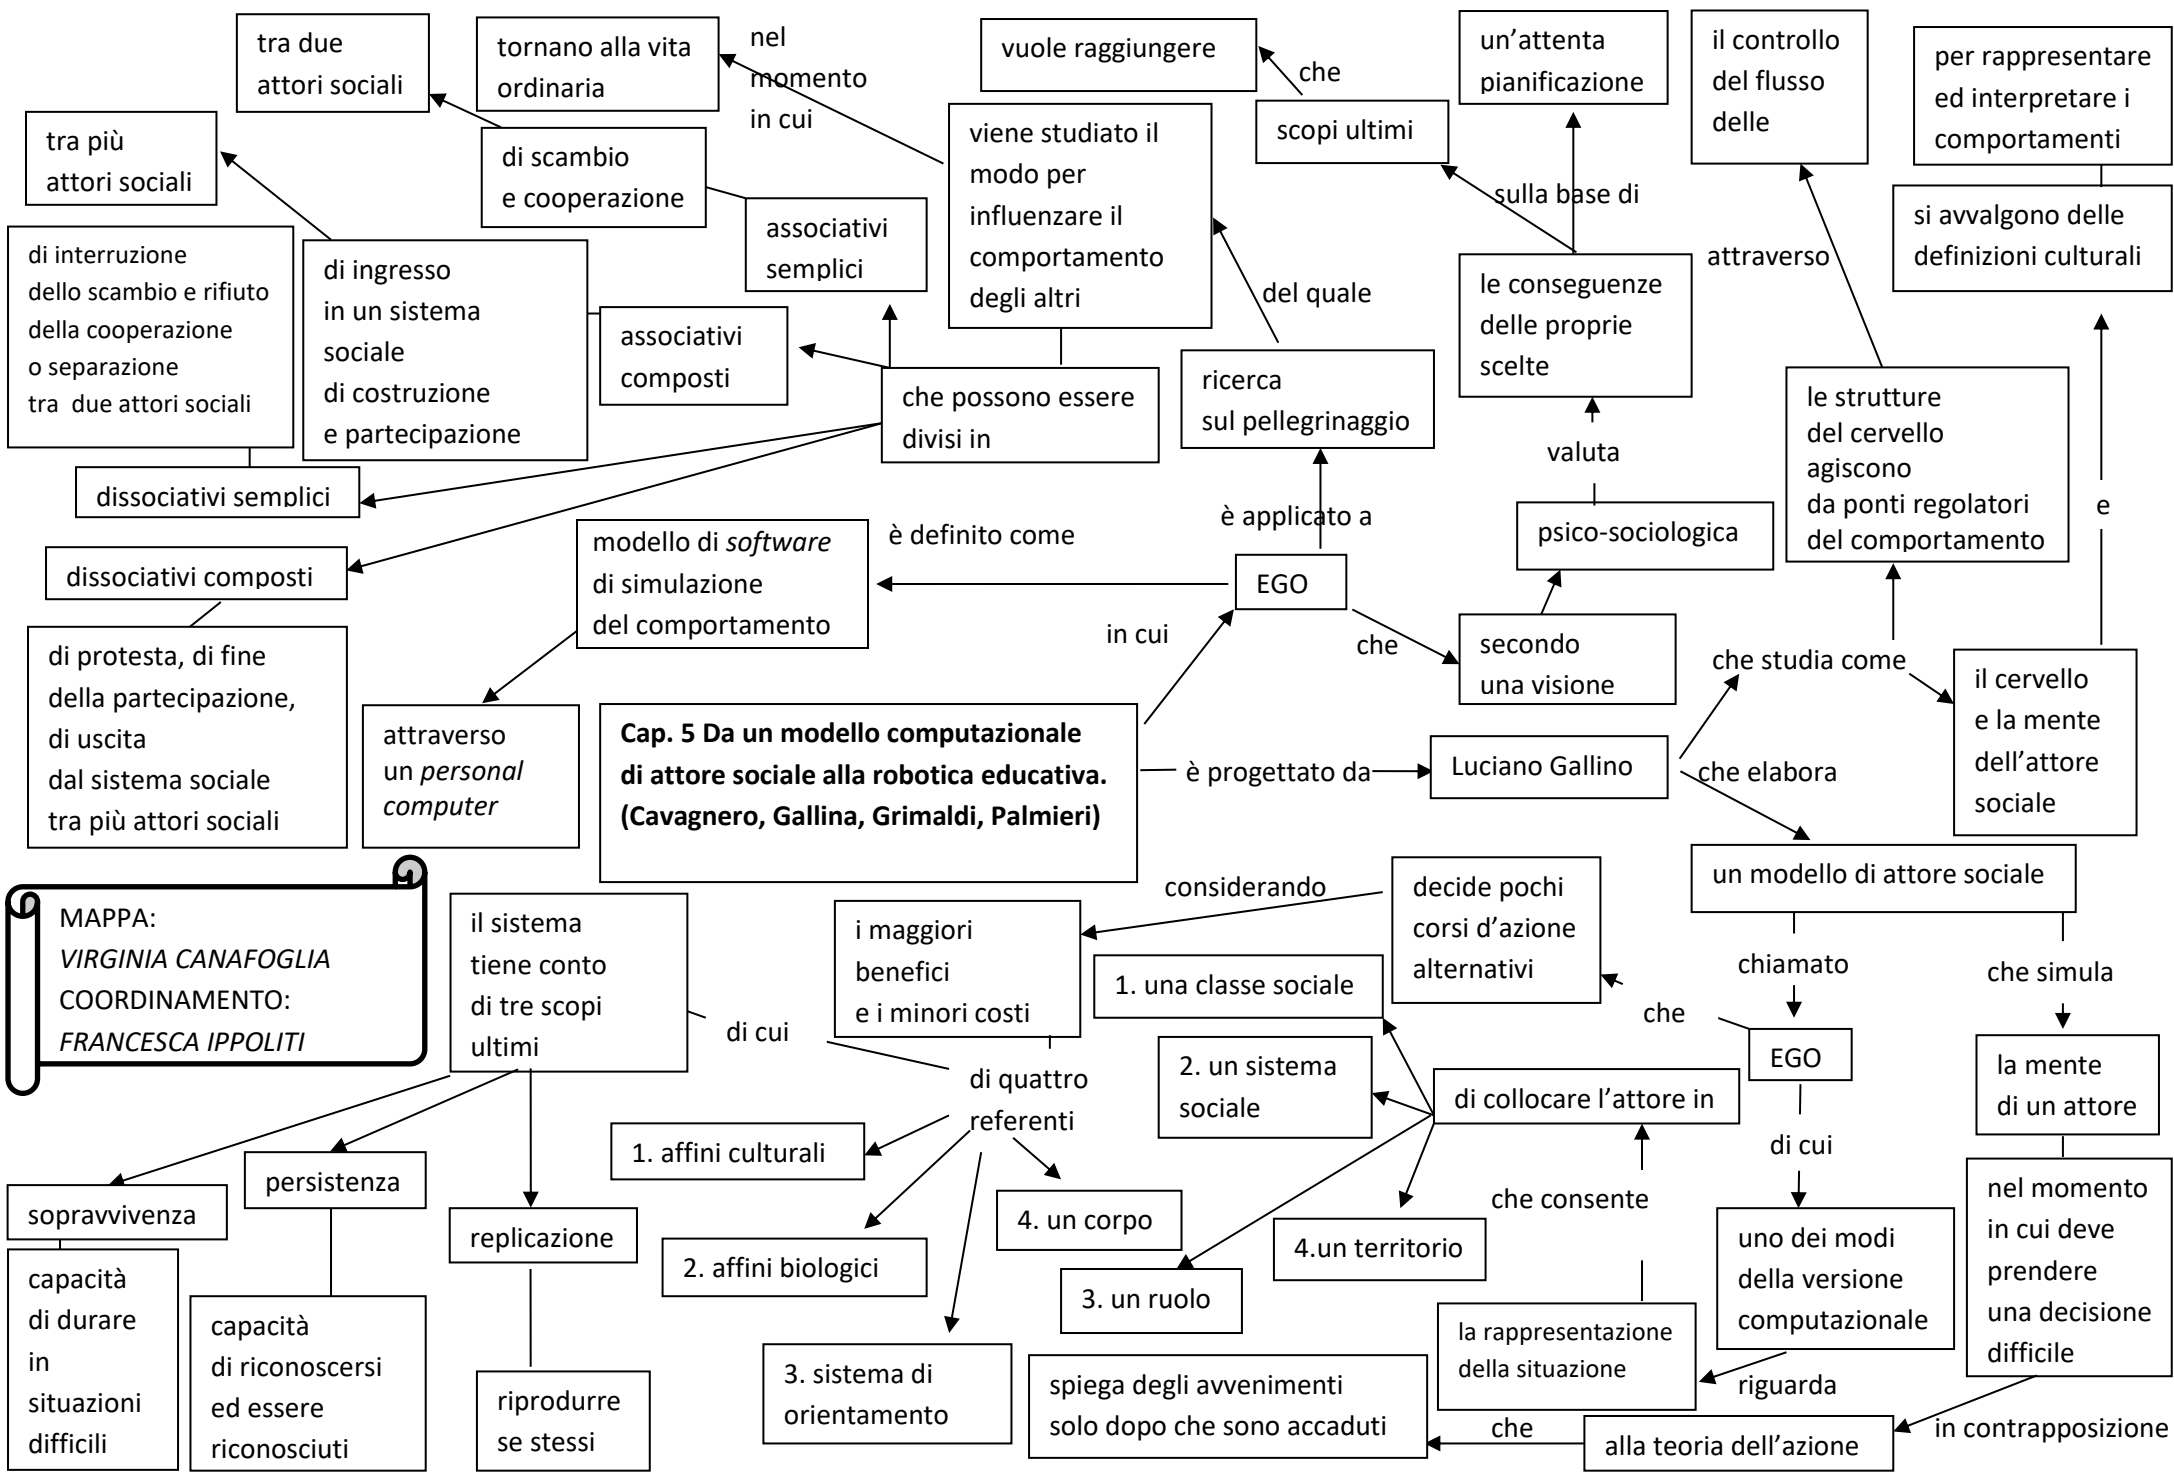 tra due
attori sociali
tornano alla vita
ordinaria
nel
momento
in cui
vuole raggiungere
che
un’attenta
pianificazione
il controllo
del flusso
delle
per rappresentare
ed interpretare i
comportamenti
tra più
attori sociali
di scambio
e cooperazione
viene studiato il
modo per
influenzare il
comportamento
degli altri
scopi ultimi
sulla base di
si avvalgono delle
definizioni culturali
di interruzione
dello scambio e rifiuto
della cooperazione
o separazione
tra due attori sociali
di ingresso
in un sistema
sociale
di costruzione
e partecipazione
associativi
semplici
associativi
composti
del quale
le conseguenze
delle proprie
scelte
attraverso
che possono essere
divisi in
ricerca
sul pellegrinaggio
le strutture
del cervello
agiscono
da ponti regolatori
del comportamento
valuta
dissociativi semplici
e
è applicato a
psico-sociologica
dissociativi composti
modello di software
di simulazione
del comportamento
è definito come
EGO
in cui
che
secondo
una visione
che studia come
il cervello
e la mente
dell’attore
sociale
di protesta, di fine
della partecipazione,
di uscita
dal sistema sociale
tra più attori sociali
attraverso
un personal
computer
Cap. 5 Da un modello computazionale
di attore sociale alla robotica educativa.
(Cavagnero, Gallina, Grimaldi, Palmieri)
è progettato da
Luciano Gallino
che elabora
un modello di attore sociale
MAPPA:
VIRGINIA CANAFOGLIA
COORDINAMENTO:
FRANCESCA IPPOLITI
il sistema
tiene conto
di tre scopi
ultimi
di cui
i maggiori
benefici
e i minori costi
considerando
decide pochi
corsi d’azione
alternativi
chiamato
che simula
1. una classe sociale
che
EGO
la mente
di un attore
2. un sistema
sociale
di quattro
referenti
di collocare l’attore in
di cui
1. affini culturali
persistenza
sopravvivenza
replicazione
4. un corpo
che consente
nel momento
in cui deve
prendere
una decisione
difficile
uno dei modi
della versione
computazionale
2. affini biologici
4.un territorio
3. un ruolo
capacità
di durare
in
situazioni
difficili
capacità
di riconoscersi
ed essere
riconosciuti
riprodurre
se stessi
3. sistema di
orientamento
la rappresentazione
della situazione
riguarda
spiega degli avvenimenti
solo dopo che sono accaduti
che
alla teoria dell’azione
in contrapposizione